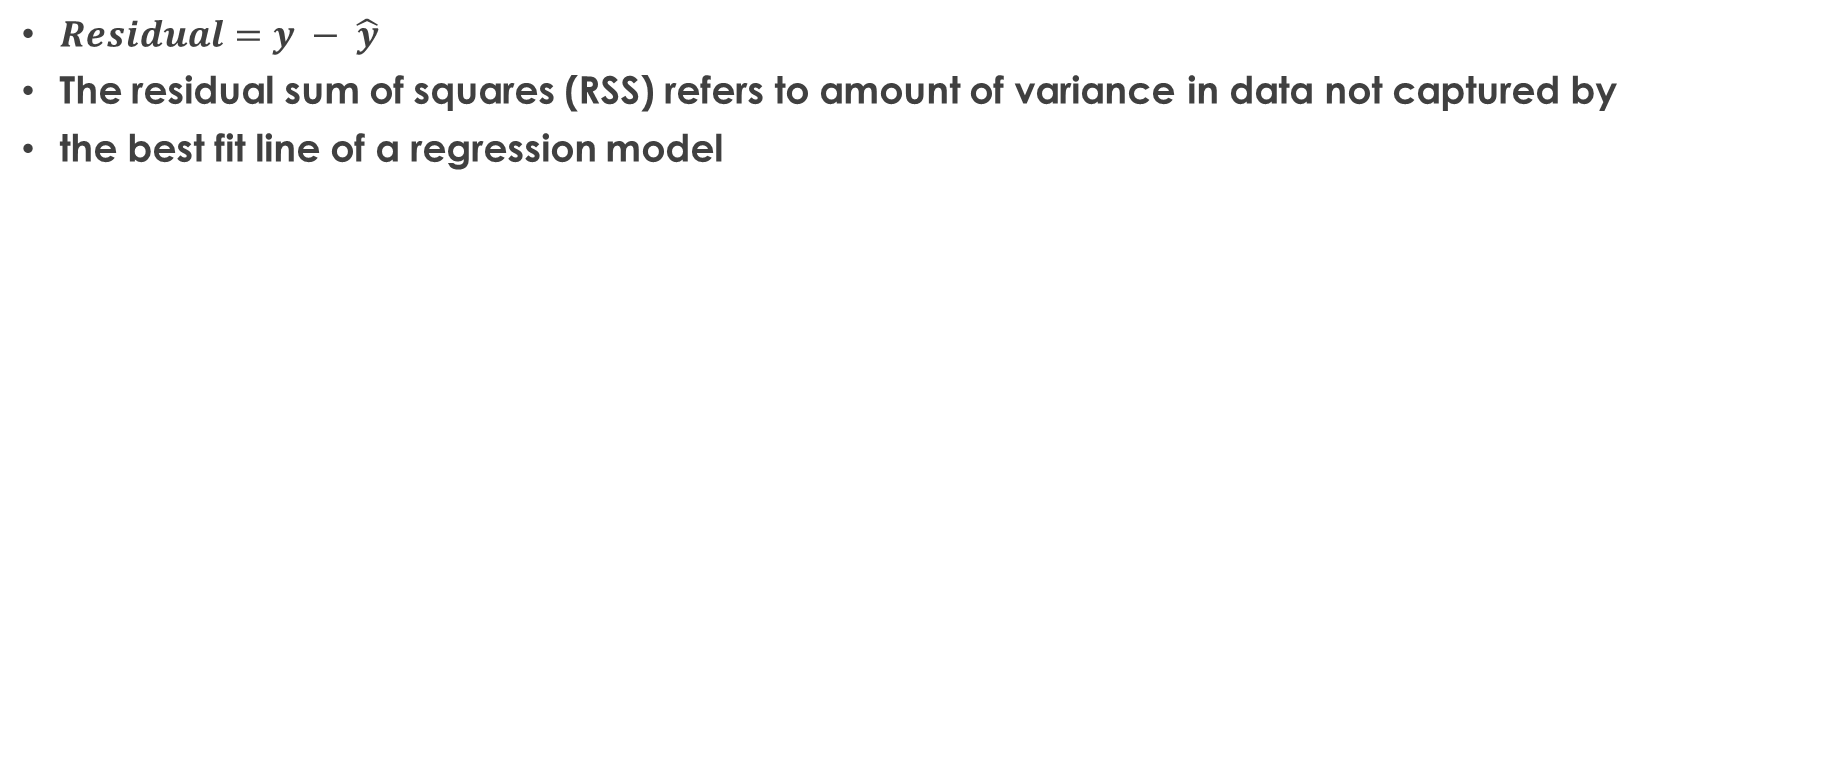 • Residual = y − ŷ
• The residual sum of squares (RSS) refers to amount of variance in data not captured by
• the best fit line of a regression model